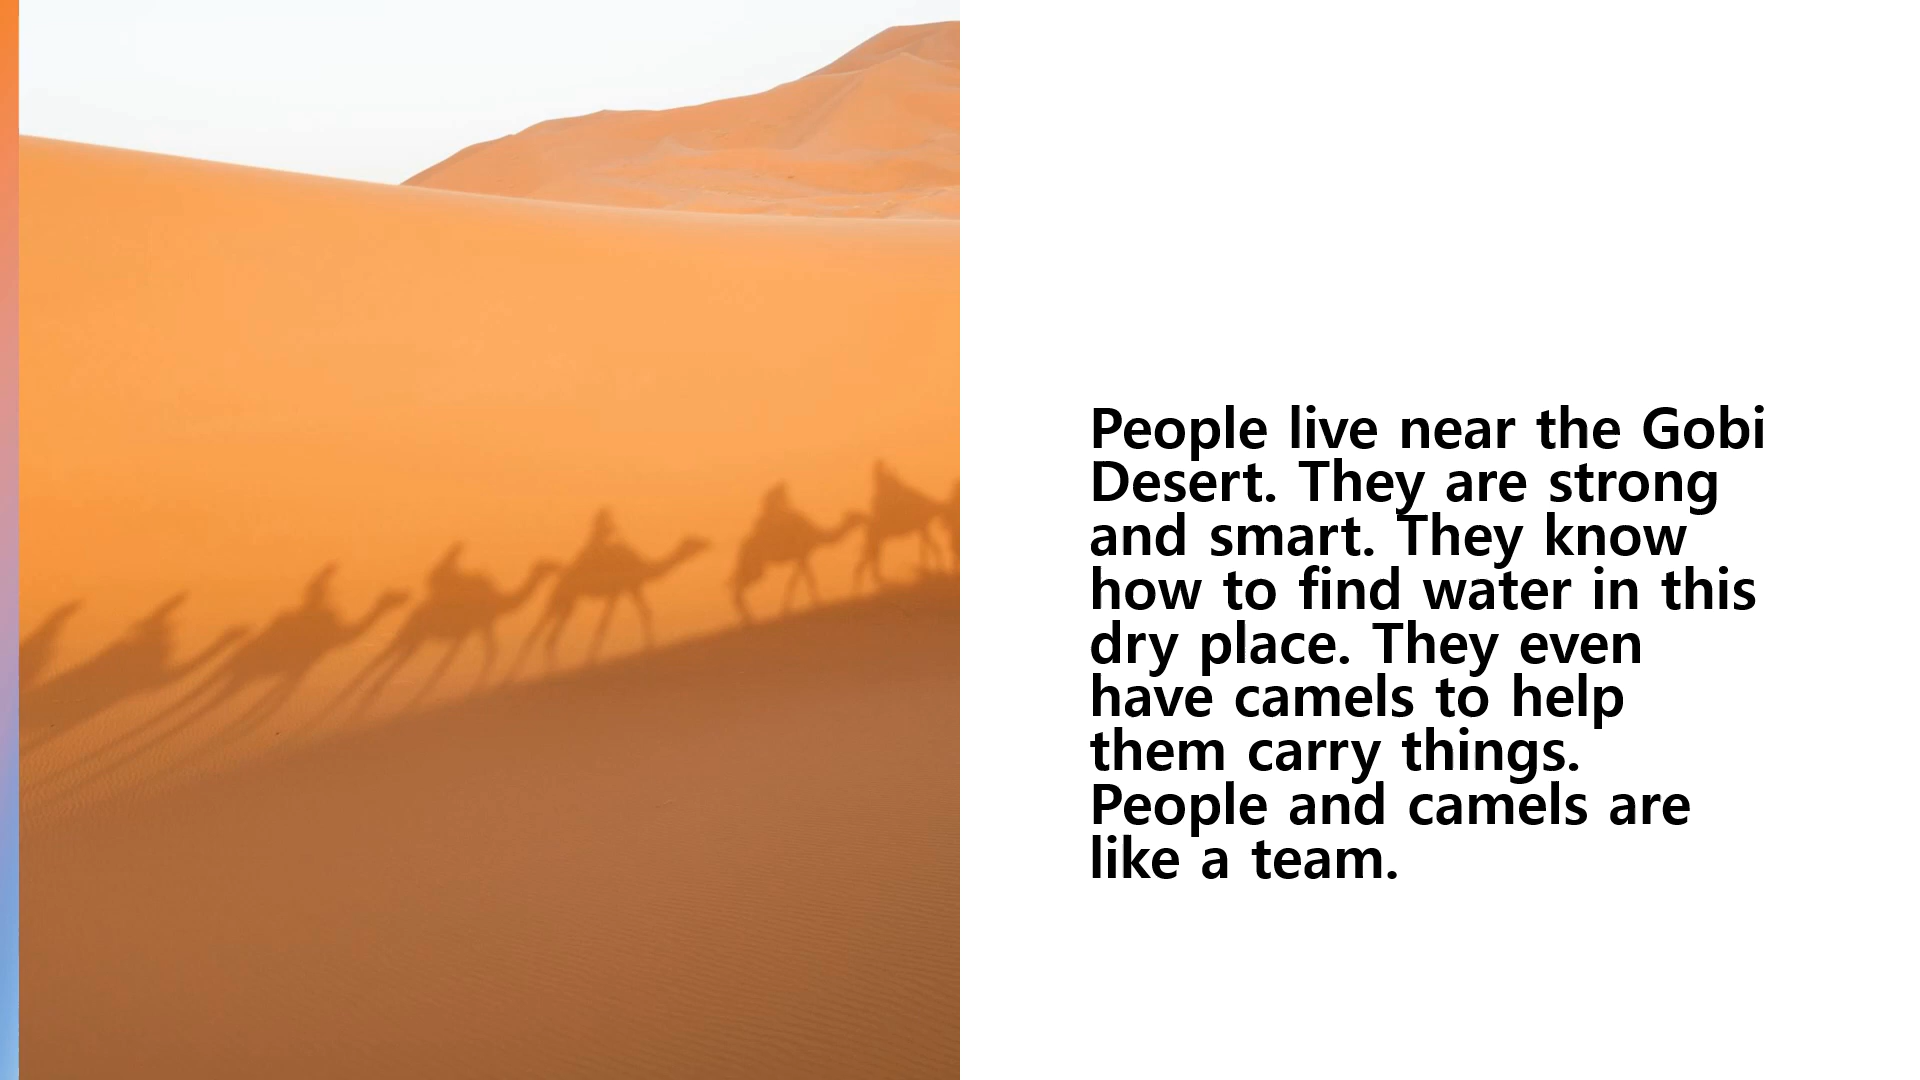 People live near the Gobi
Desert. They are strong
and smart. They know
how to find water in this
dry place. They even
have camels to help
them carry things.
People and camels are
like a team.